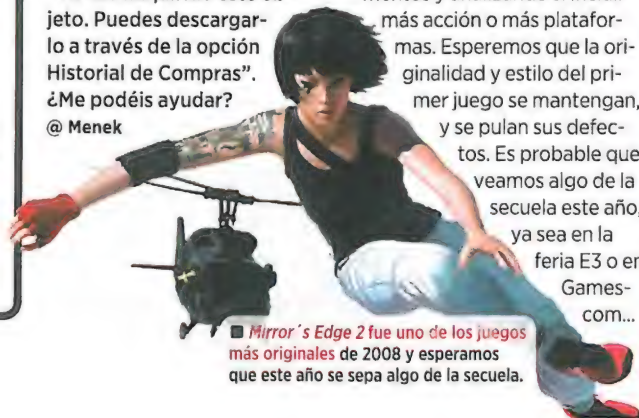 jeto. Puedes descargar-
lo a través de la opción
Historial de Compras”.
¿Me podéis ayudar?
@ Menek
más acción o más platafor-
mas. Esperemos que la ori-
ginalidad y estilo del pri-
mer juego se mantengan,
y se pulan sus defec-
tos. Es probable que
veamos algo de la
secuela este año,
ya sea en la
feria E3 o en
Games-
com...
■ Mirror´s Edge 2 fue uno de los juegos
más originales de 2008 y esperamos
que este año se sepa algo de la secuela.